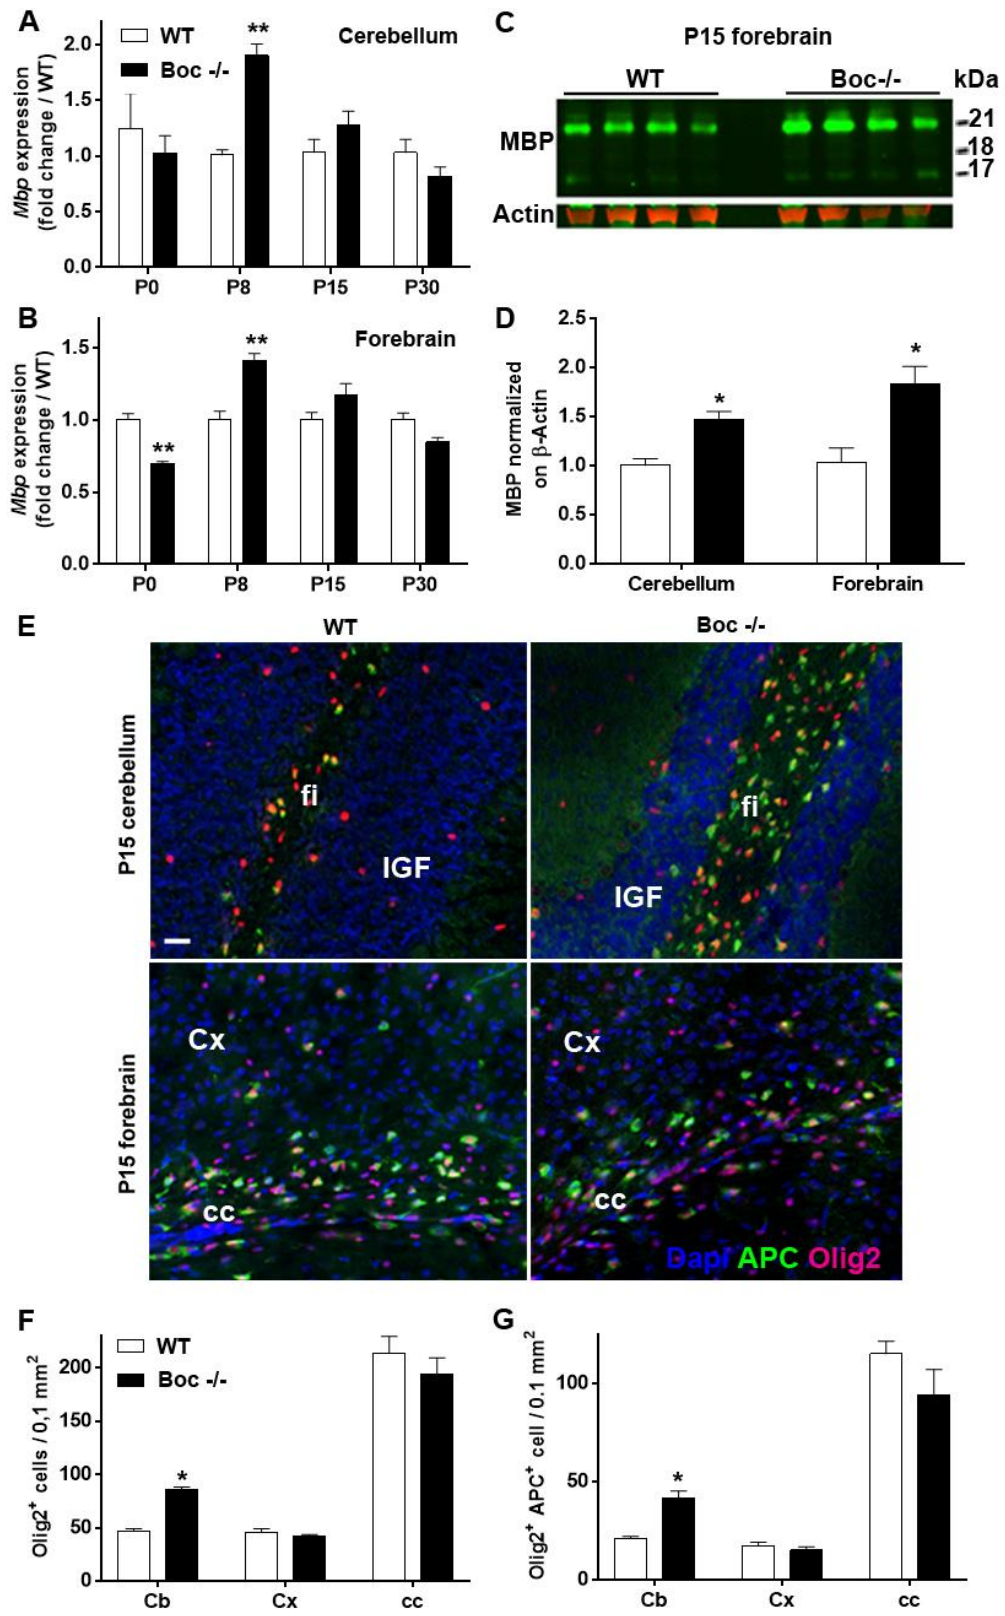 A
Mbp expression
(fold change / WT)
2.0
1.5
1.0
0.5
0.0
WT
Boc -/-
Cerebellum
**
P0 P8 P15 P30
B
Mbp expression
(fold change / WT)
1.5
1.0
0.5
0.0
Forebrain
**
**
P0 P8 P15 P30
C
P15 forebrain
WT Boc-/- kDa
MBP
21
18
17
Actin
D
MBP normalized
on β-Actin
2.5
2.0
1.5
1.0
0.5
0.0
*
*
Cerebellum Forebrain
E
WT Boc -/-
P15 cerebellum
fi
IGF
fi
IGF
P15 forebrain
Cx
cc
Cx
cc
Dapi APC Olig2
F
Olig2+ cells / 0,1 mm2
200
150
100
50
0
WT
Boc -/-
*
Cb Cx cc
G
Olig2+ APC+ cell / 0.1 mm2
100
50
0
*
Cb Cx cc